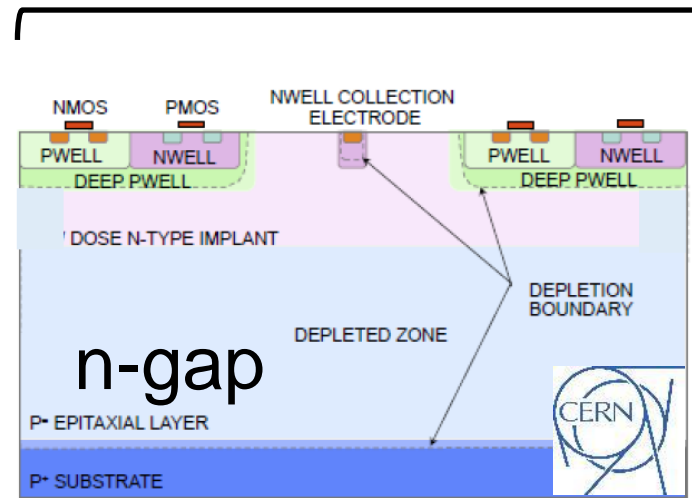 NMOS
PMOS
NWELL COLLECTION
ELECTRODE
PWELL
NWELL
PWELL
NWELL
DEEP PWELL
DEEP PWELL
DOSE N-TYPE IMPLANT
DEPLETION
BOUNDARY
DEPLETED ZONE
n-gap
CERN
P- EPITAXIAL LAYER
P+ SUBSTRATE